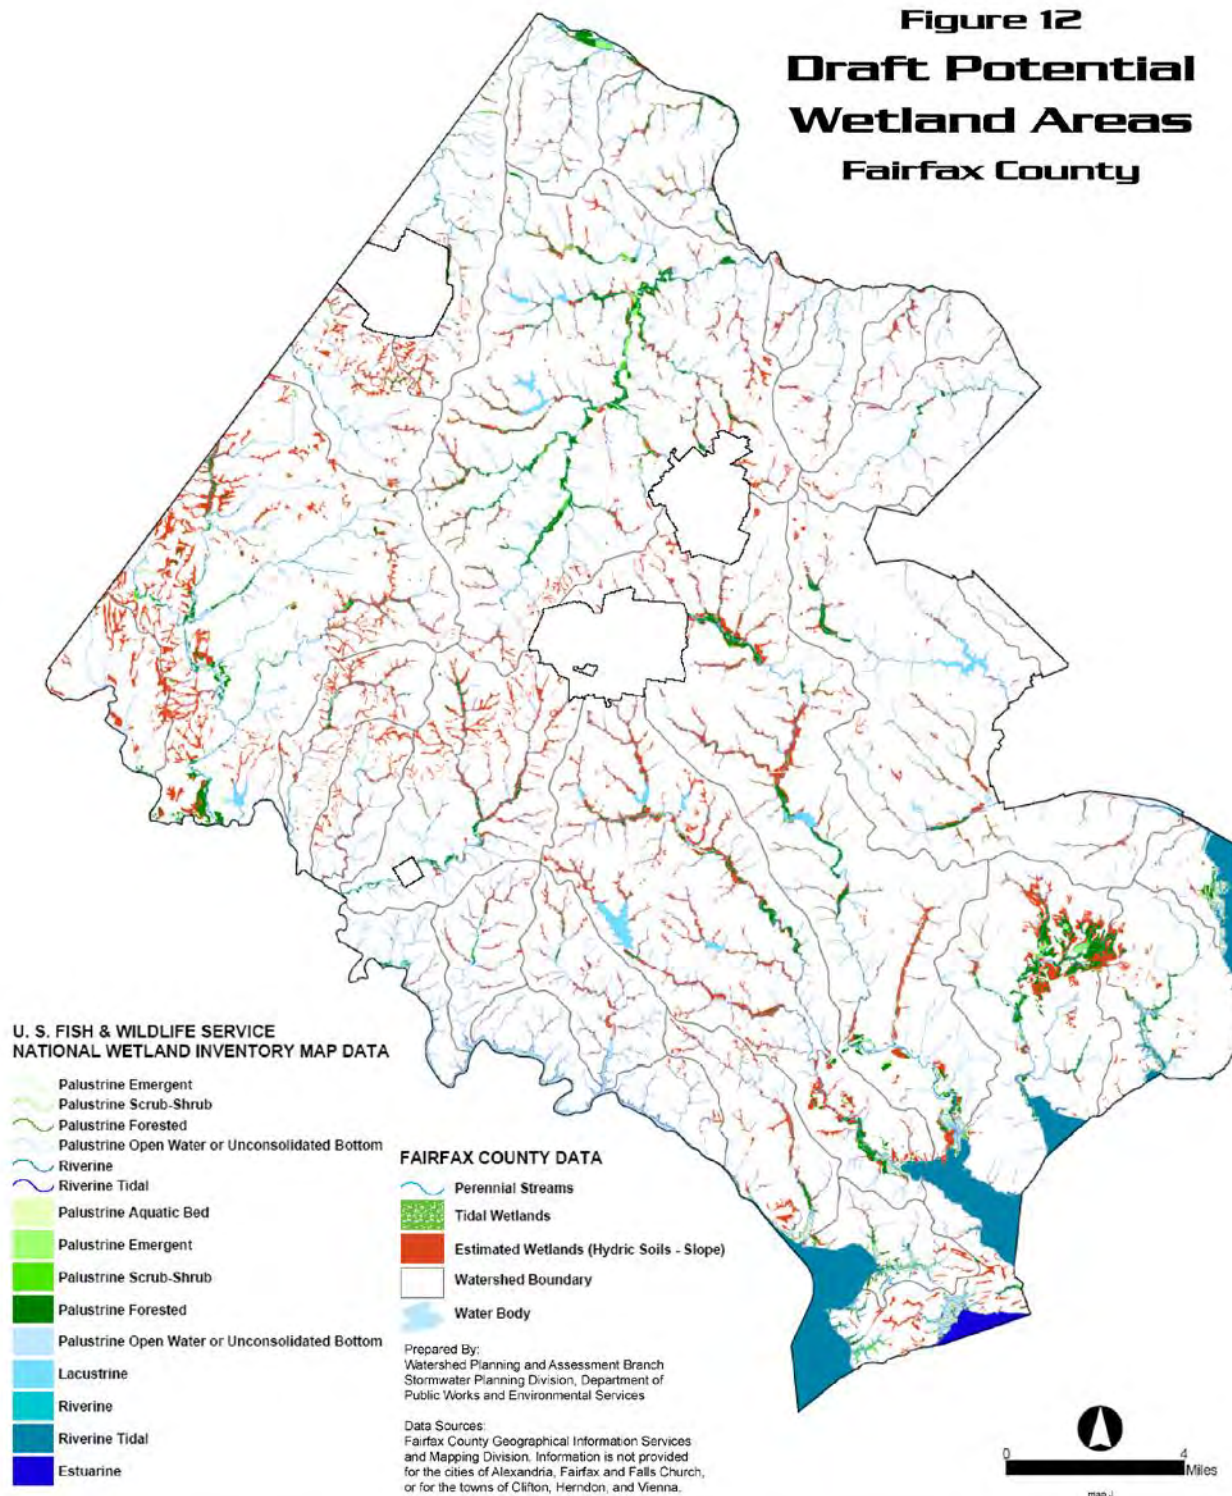 Figure 12
Draft Potential
Wetland Areas
Fairfax County
U. S. FISH & WILDLIFE SERVICE
NATIONAL WETLAND INVENTORY MAP DATA
Palustrine Emergent
Palustrine Scrub-Shrub
Palustrine Forested
Palustrine Open Water or Unconsolidated Bottom
Riverine
Riverine Tidal
Palustrine Aquatic Bed
Palustrine Emergent
Palustrine Scrub-Shrub
Palustrine Forested
Palustrine Open Water or Unconsolidated Bottom
Lacustrine
Riverine
Riverine Tidal
Estuarine
FAIRFAX COUNTY DATA
Perennial Streams
Tidal Wetlands
Estimated Wetlands (Hydric Soils - Slope)
Watershed Boundary
Water Body
Prepared By:
Watershed Planning and Assessment Branch
Stormwater Planning Division, Department of
Public Works and Environmental Services
Data Sources:
Fairfax County Geographical Information Services
and Mapping Division. Information is not provided
for the cities of Alexandria, Fairfax and Falls Church,
or for the towns of Clifton, Herndon, and Vienna.
0 4
Miles